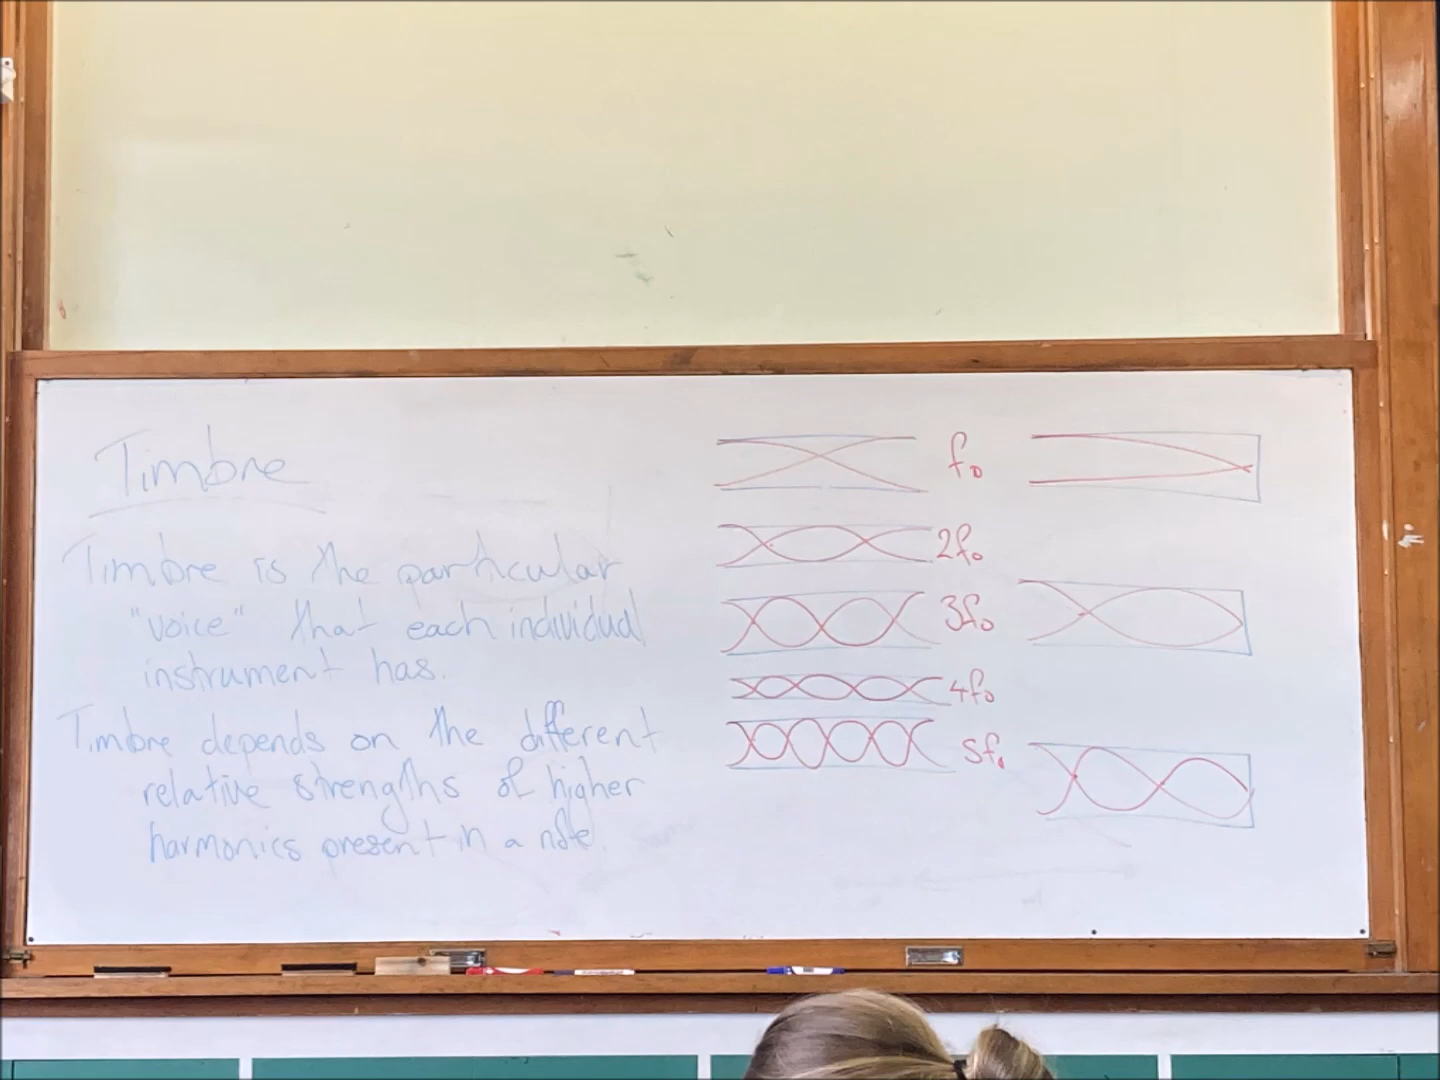 Timbre
Timbre is the particular
"voice" that each individual
instrument has.
Timbre depends on the different
relative strengths of higher
harmonics present in a note.
f₀
2f₀
3f₀
4f₀
5f₀